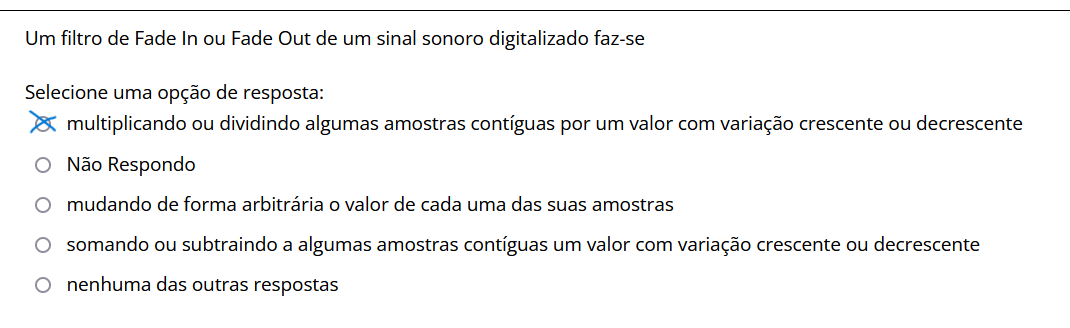 Um filtro de Fade In ou Fade Out de um sinal sonoro digitalizado faz-se
Selecione uma opção de resposta:
multiplicando ou dividindo algumas amostras contíguas por um valor com variação crescente ou decrescente
Não Respondo
mudando de forma arbitrária o valor de cada uma das suas amostras
somando ou subtraindo a algumas amostras contíguas um valor com variação crescente ou decrescente
nenhuma das outras respostas